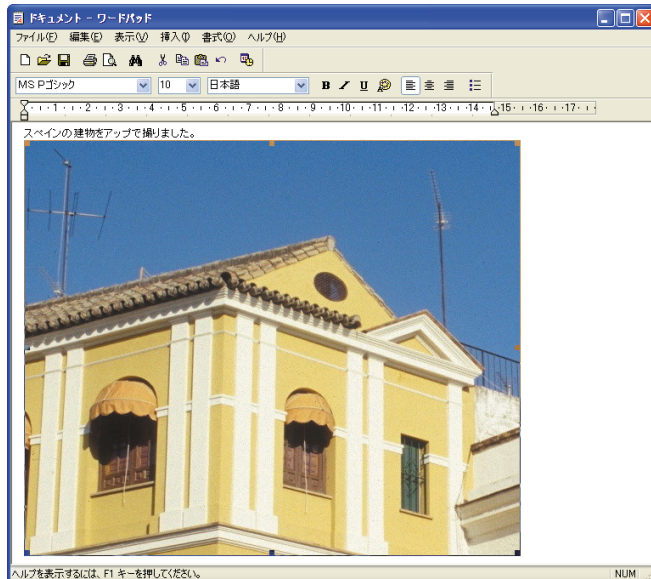 ドキュメント - ワードパッド
ファイル(F) 編集(E) 表示(V) 挿入(I) 書式(O) ヘルプ(H)
MS Pゴシック 10 日本語 B / U
1 2 3 4 5 6 7 8 9 10 11 12 13 14 15 16 17
スペインの建物をアップで撮りました。
ヘルプを表示するには、F1 キーを押してください。 NUM